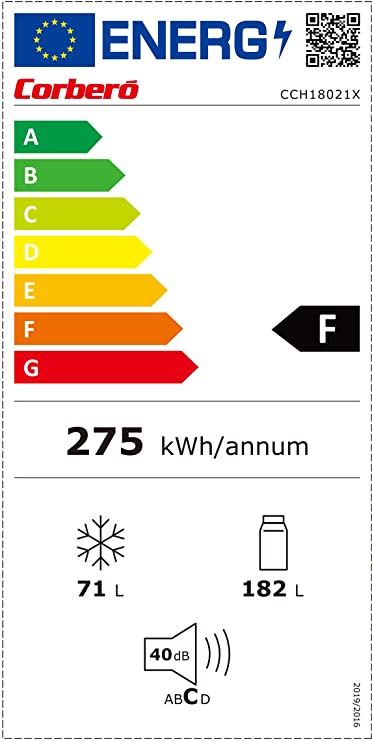 ENERG
Corberó
CCH18021X
A
B
C
D
E
F
G
F
275 kWh/annum
71 L
182 L
40dB
ABCD
2019/2016